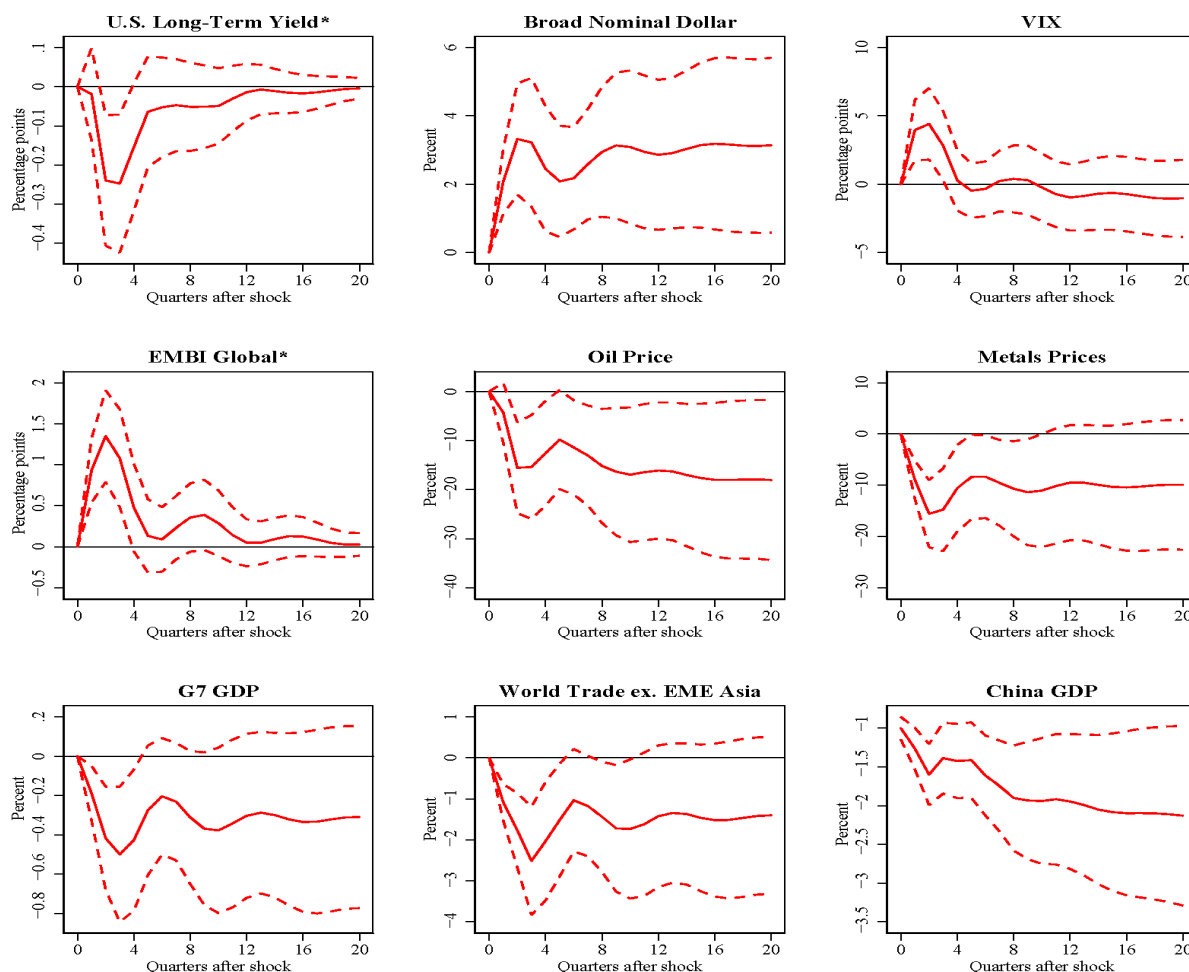 U.S. Long-Term Yield*
Percentage points
.1
0
−0.1
−0.2
−0.3
−0.4
0 4 8 12 16 20
Quarters after shock
Broad Nominal Dollar
Percent
6
4
2
0
0 4 8 12 16 20
Quarters after shock
VIX
Percentage points
10
5
0
−5
0 4 8 12 16 20
Quarters after shock
EMBI Global*
Percentage points
2
1.5
1
0.5
0
−0.5
0 4 8 12 16 20
Quarters after shock
Oil Price
Percent
0
−10
−20
−30
−40
0 4 8 12 16 20
Quarters after shock
Metals Prices
Percent
10
0
−10
−20
−30
0 4 8 12 16 20
Quarters after shock
G7 GDP
Percent
.2
0
−0.2
−0.4
−0.6
−0.8
0 4 8 12 16 20
Quarters after shock
World Trade ex. EME Asia
Percent
1
0
−1
−2
−3
−4
0 4 8 12 16 20
Quarters after shock
China GDP
Percent
−1
−1.5
−2
−2.5
−3
−3.5
0 4 8 12 16 20
Quarters after shock